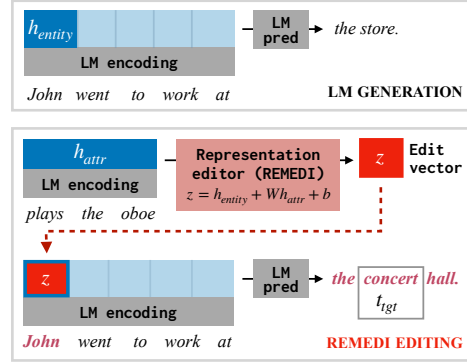 h_entity
LM pred
the store.
LM encoding
John went to work at
LM GENERATION
h_attr
Representation editor (REMEDI)
z = h_entity + Wh_attr + b
z
Edit vector
LM encoding
plays the oboe
z
LM pred
the concert hall.
t_tgt
LM encoding
John went to work at
REMEDI EDITING